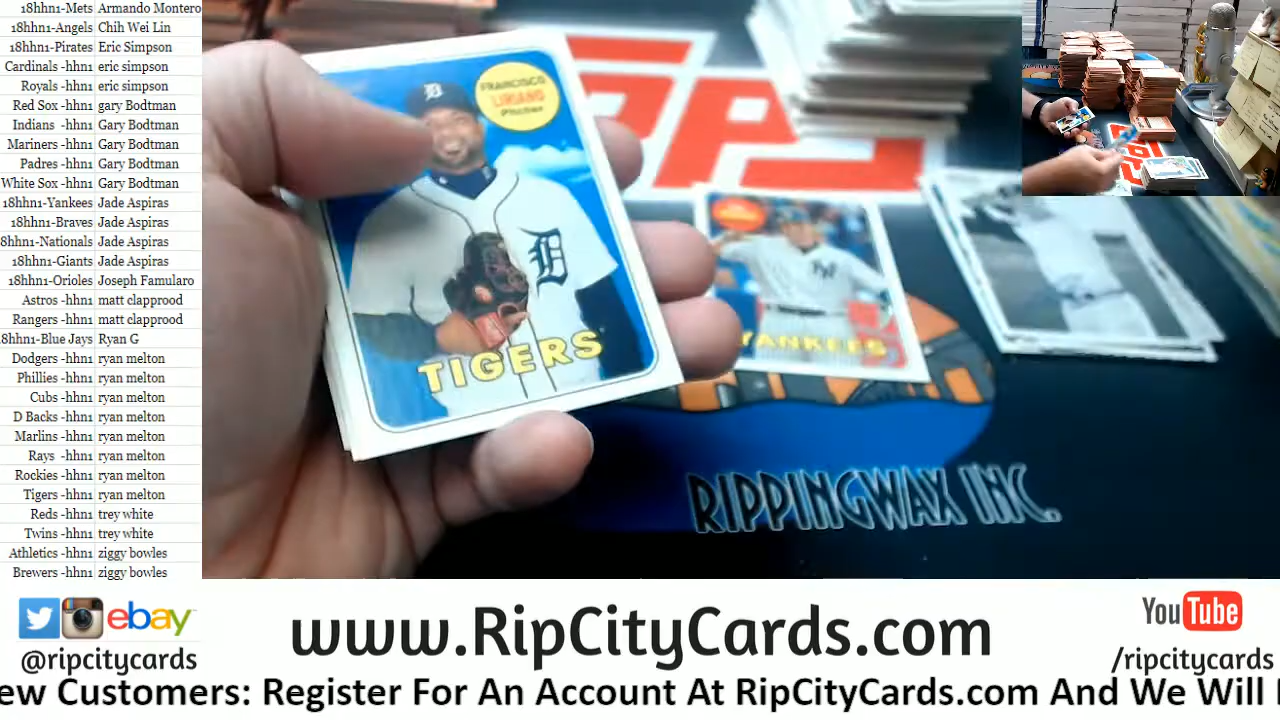 18hhn1-Mets Armando Montero
18hhn1-Angels Chih Wei Lin
18hhn1-Pirates Eric Simpson
Cardinals -hhn1 eric simpson
Royals -hhn1 eric simpson
Red Sox -hhn1 gary Bodtman
Indians -hhn1 Gary Bodtman
Mariners -hhn1 Gary Bodtman
Padres -hhn1 Gary Bodtman
White Sox -hhn1 Gary Bodtman
18hhn1-Yankees Jade Aspiras
18hhn1-Braves Jade Aspiras
8hhn1-Nationals Jade Aspiras
18hhn1-Giants Jade Aspiras
18hhn1-Orioles Joseph Famularo
Astros -hhn1 matt clapprood
Rangers -hhn1 matt clapprood
8hhn1-Blue Jays Ryan G
Dodgers -hhn1 ryan melton
Phillies -hhn1 ryan melton
Cubs -hhn1 ryan melton
D Backs -hhn1 ryan melton
Marlins -hhn1 ryan melton
Rays -hhn1 ryan melton
Rockies -hhn1 ryan melton
Tigers -hhn1 ryan melton
Reds -hhn1 trey white
Twins -hhn1 trey white
Athletics -hhn1 ziggy bowles
Brewers -hhn1 ziggy bowles
D
FRANCISCO
LIRIANO
Pitcher
D
TIGERS
NY
YANKEES
RIPPINGWAX INC.
ebay
@ripcitycards
www.RipCityCards.com
YouTube
/ripcitycards
ew Customers: Register For An Account At RipCityCards.com And We Will